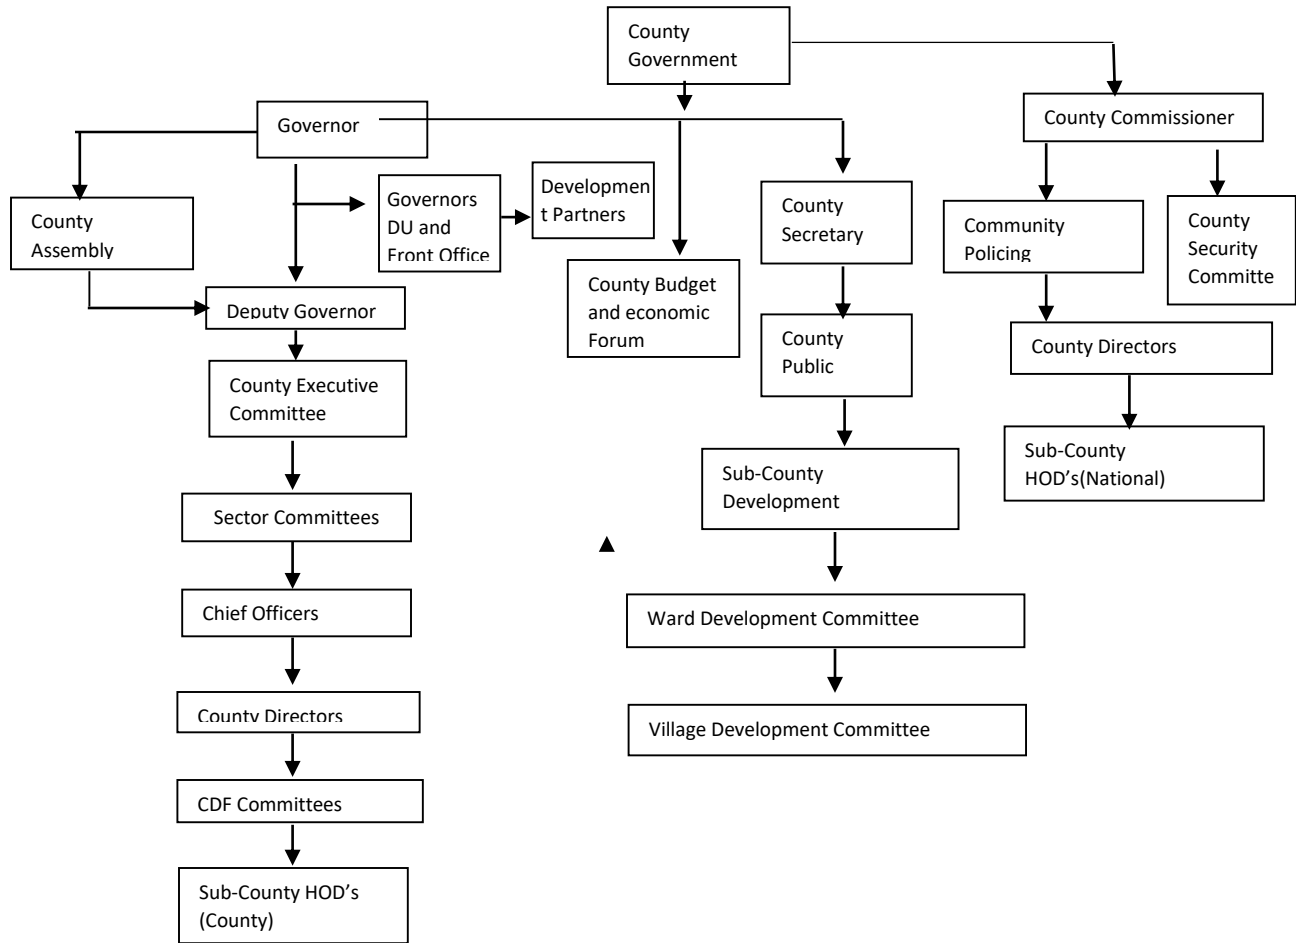 County
Government
Governor
County Commissioner
County
Assembly
Governors
DU and
Front Office
Developmen
t Partners
County
Secretary
Community
Policing
County
Security
Committe
County Budget
and economic
Forum
Deputy Governor
County
Public
County Directors
County Executive
Committee
Sub-County
HOD's(National)
Sub-County
Development
Sector Committees
Chief Officers
Ward Development Committee
County Directors
Village Development Committee
CDF Committees
Sub-County HOD's
(County)